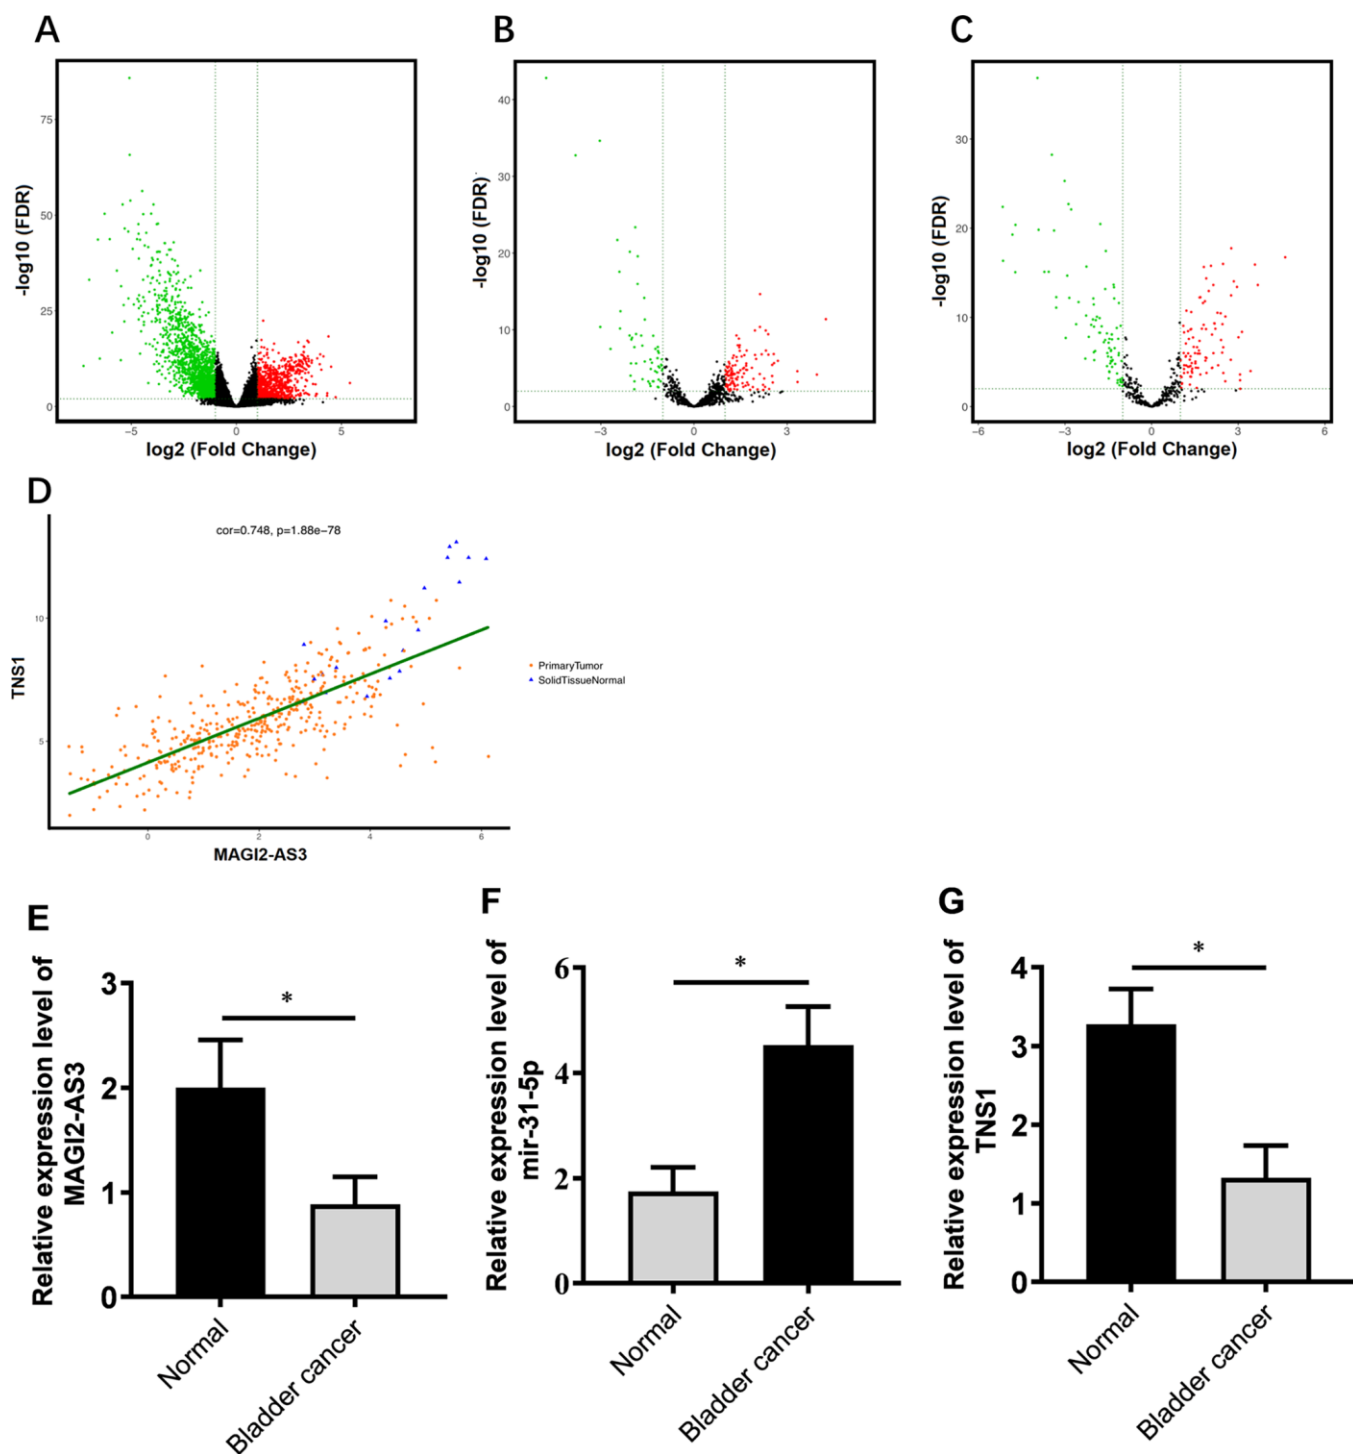 A
B
C
-log10 (FDR)
75
50
25
0
-5
0
5
log2 (Fold Change)
-log10 (FDR)
40
30
20
10
0
-3
0
3
log2 (Fold Change)
-log10 (FDR)
30
20
10
0
-6
-3
0
3
6
log2 (Fold Change)
D
cor=0.748, p=1.88e-78
TNS1
10
5
0
2
4
6
MAGI2-AS3
PrimaryTumor
SolidTissueNormal
E
Relative expression level of
MAGI2-AS3
3
2
1
0
*
Normal
Bladder cancer
F
Relative expression level of
mir-31-5p
6
4
2
0
*
Normal
Bladder cancer
G
Relative expression level of
TNS1
4
3
2
1
0
*
Normal
Bladder cancer